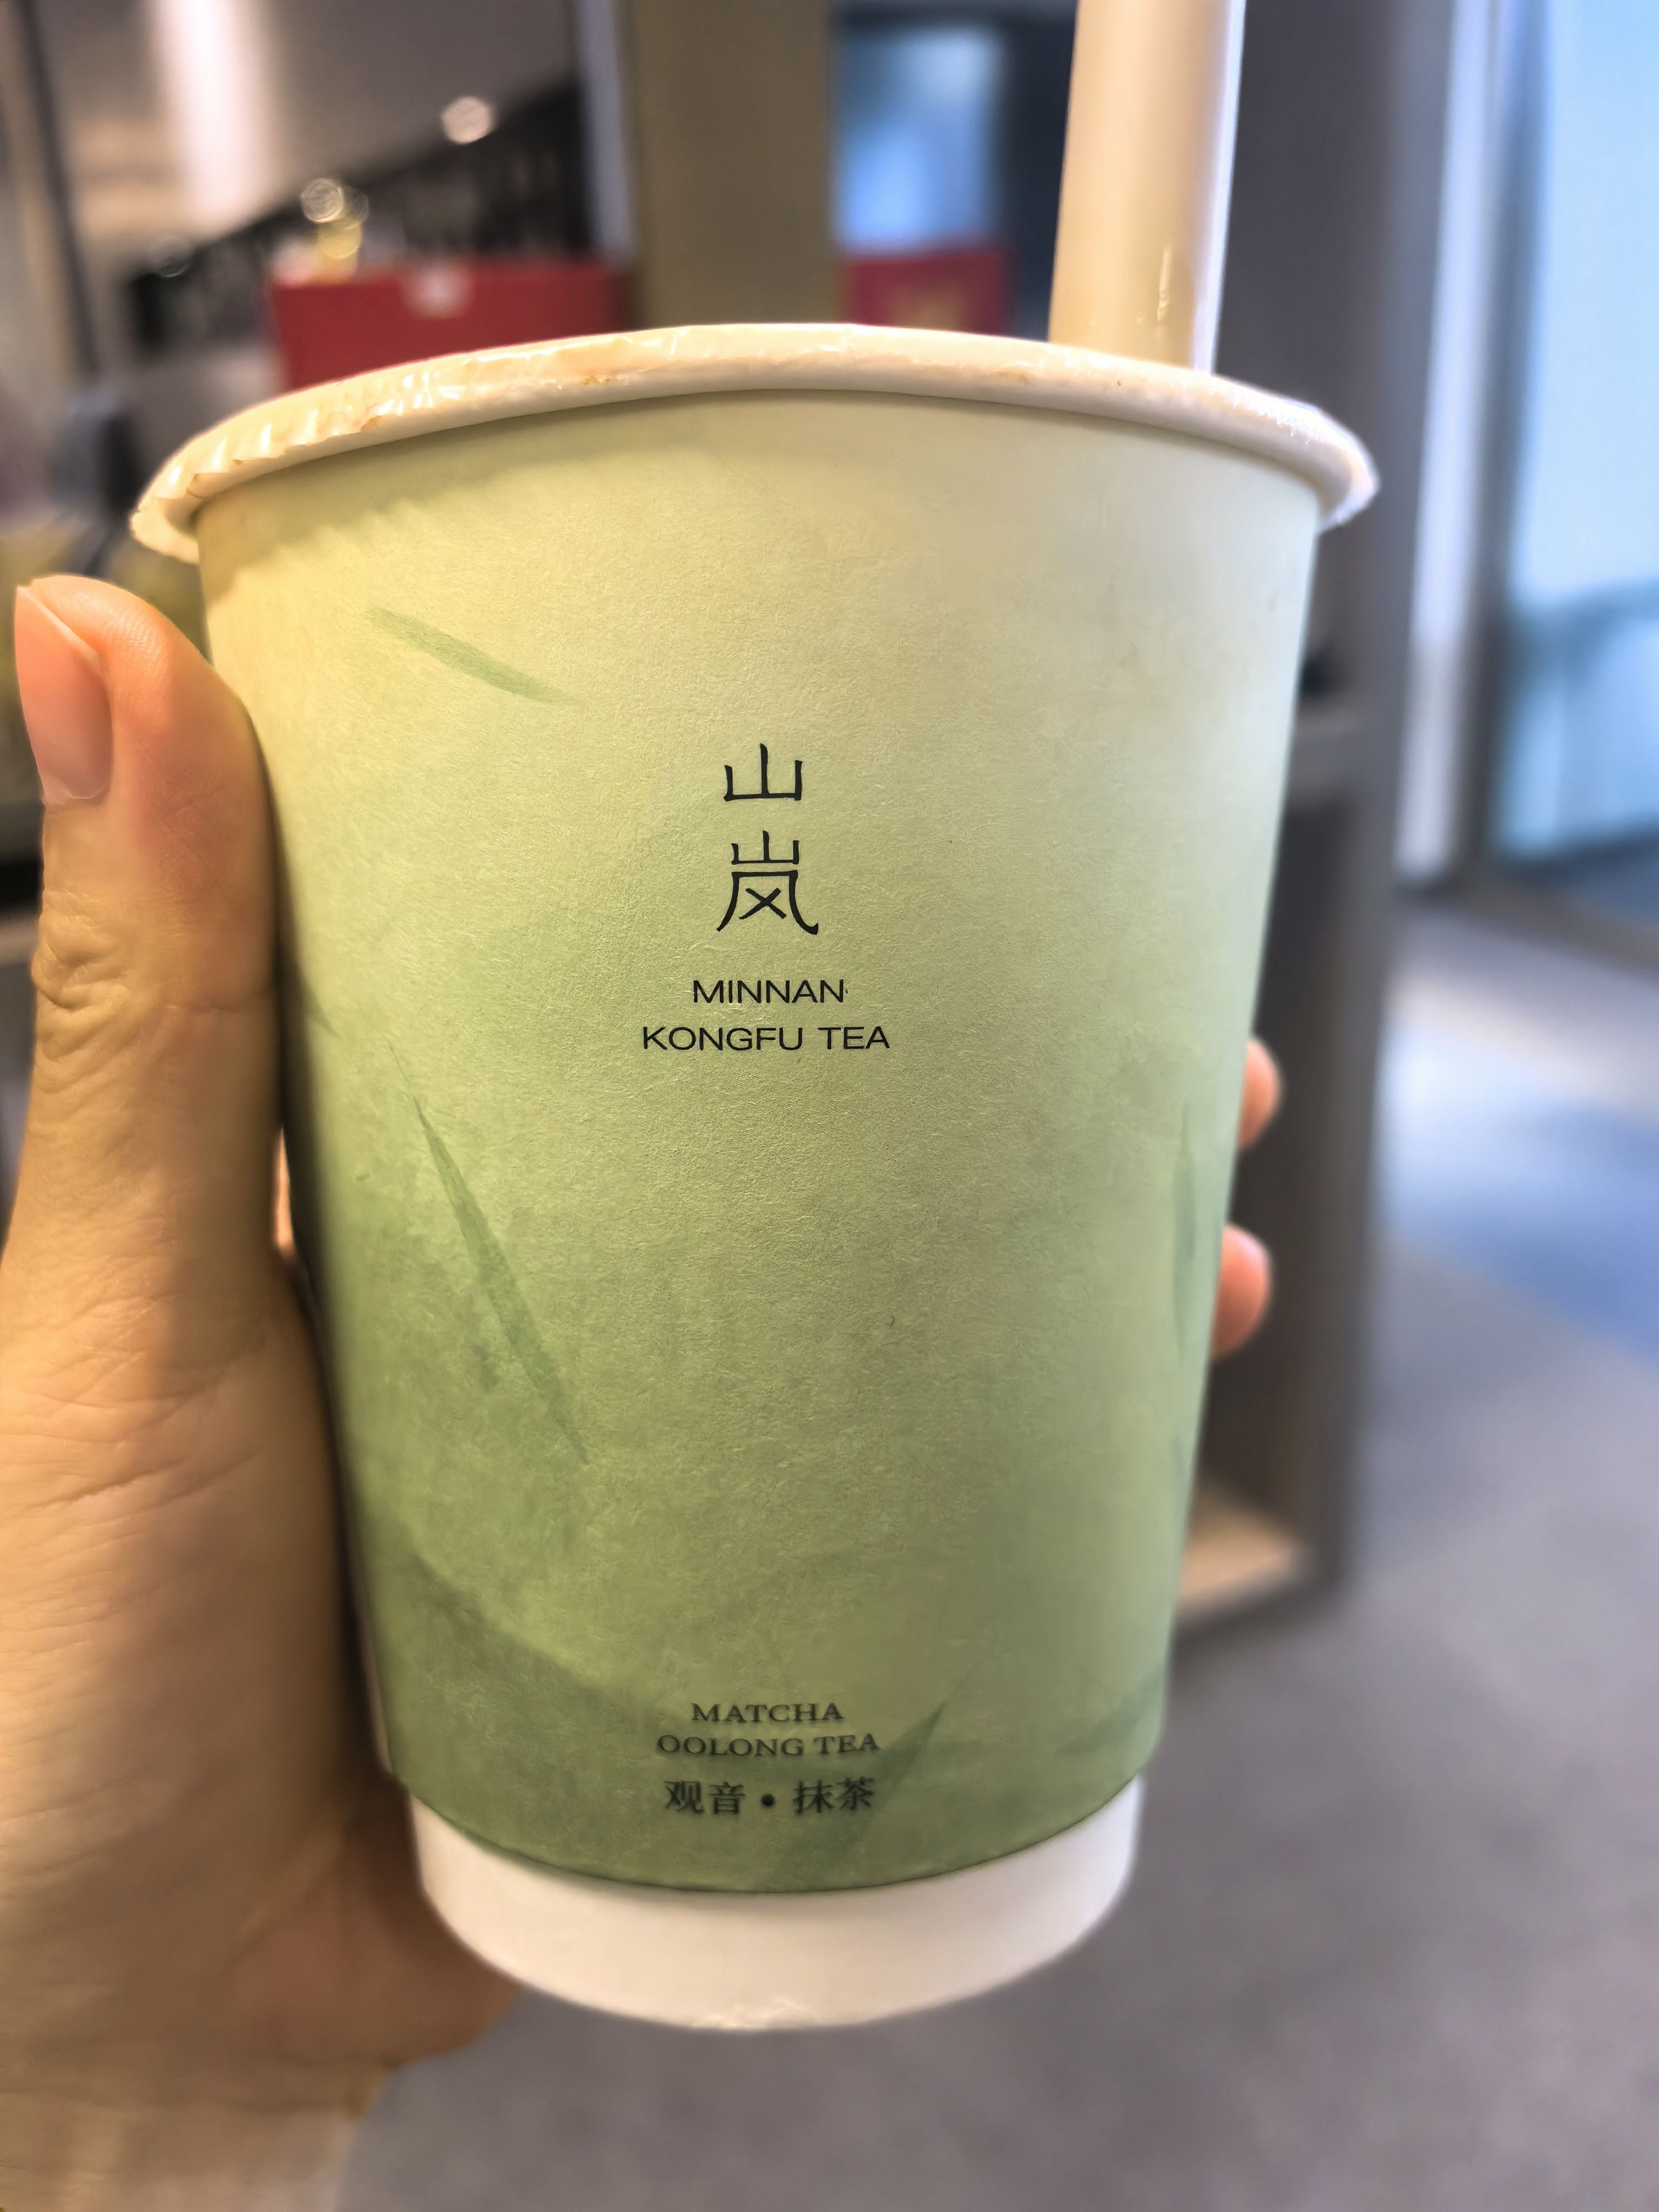 山
岚
MINNAN
KONGFU TEA
MATCHA
OOLONG TEA
观音·抹茶